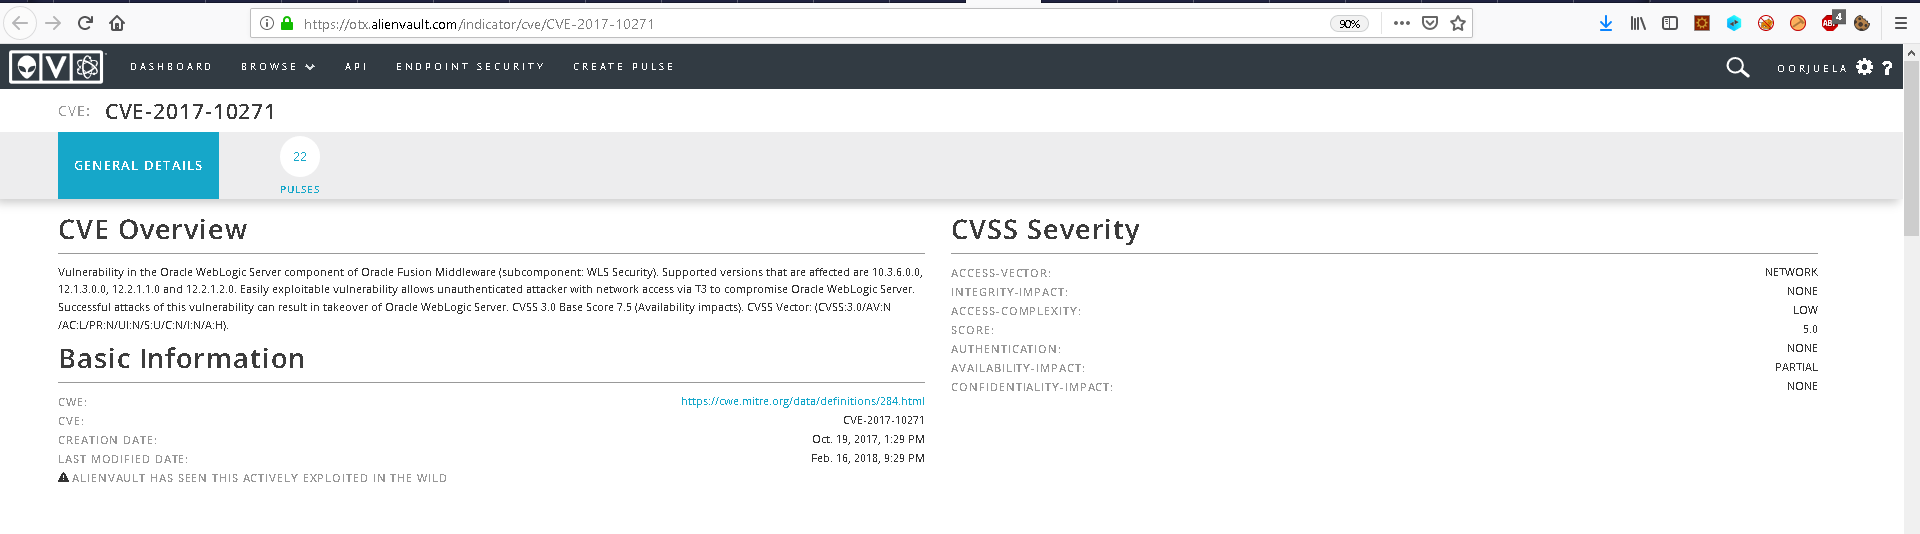 https://otx.alienvault.com/indicator/cve/CVE-2017-10271
90%
4
ABP
V
DASHBOARD
BROWSE
API
ENDPOINT SECURITY
CREATE PULSE
OORJUELA
?
CVE: CVE-2017-10271
GENERAL DETAILS
22
PULSES
CVE Overview
Vulnerability in the Oracle WebLogic Server component of Oracle Fusion Middleware (subcomponent: WLS Security). Supported versions that are affected are 10.3.6.0.0,
12.1.3.0.0, 12.2.1.1.0 and 12.2.1.2.0. Easily exploitable vulnerability allows unauthenticated attacker with network access via T3 to compromise Oracle WebLogic Server.
Successful attacks of this vulnerability can result in takeover of Oracle WebLogic Server. CVSS 3.0 Base Score 7.5 (Availability impacts). CVSS Vector: (CVSS:3.0/AV:N
/AC:L/PR:N/UI:N/S:U/C:N/I:N/A:H).
Basic Information
CWE: https://cwe.mitre.org/data/definitions/284.html
CVE: CVE-2017-10271
CREATION DATE: Oct. 19, 2017, 1:29 PM
LAST MODIFIED DATE: Feb. 16, 2018, 9:29 PM
ALIENVAULT HAS SEEN THIS ACTIVELY EXPLOITED IN THE WILD
CVSS Severity
ACCESS-VECTOR: NETWORK
INTEGRITY-IMPACT: NONE
ACCESS-COMPLEXITY: LOW
SCORE: 5.0
AUTHENTICATION: NONE
AVAILABILITY-IMPACT: PARTIAL
CONFIDENTIALITY-IMPACT: NONE